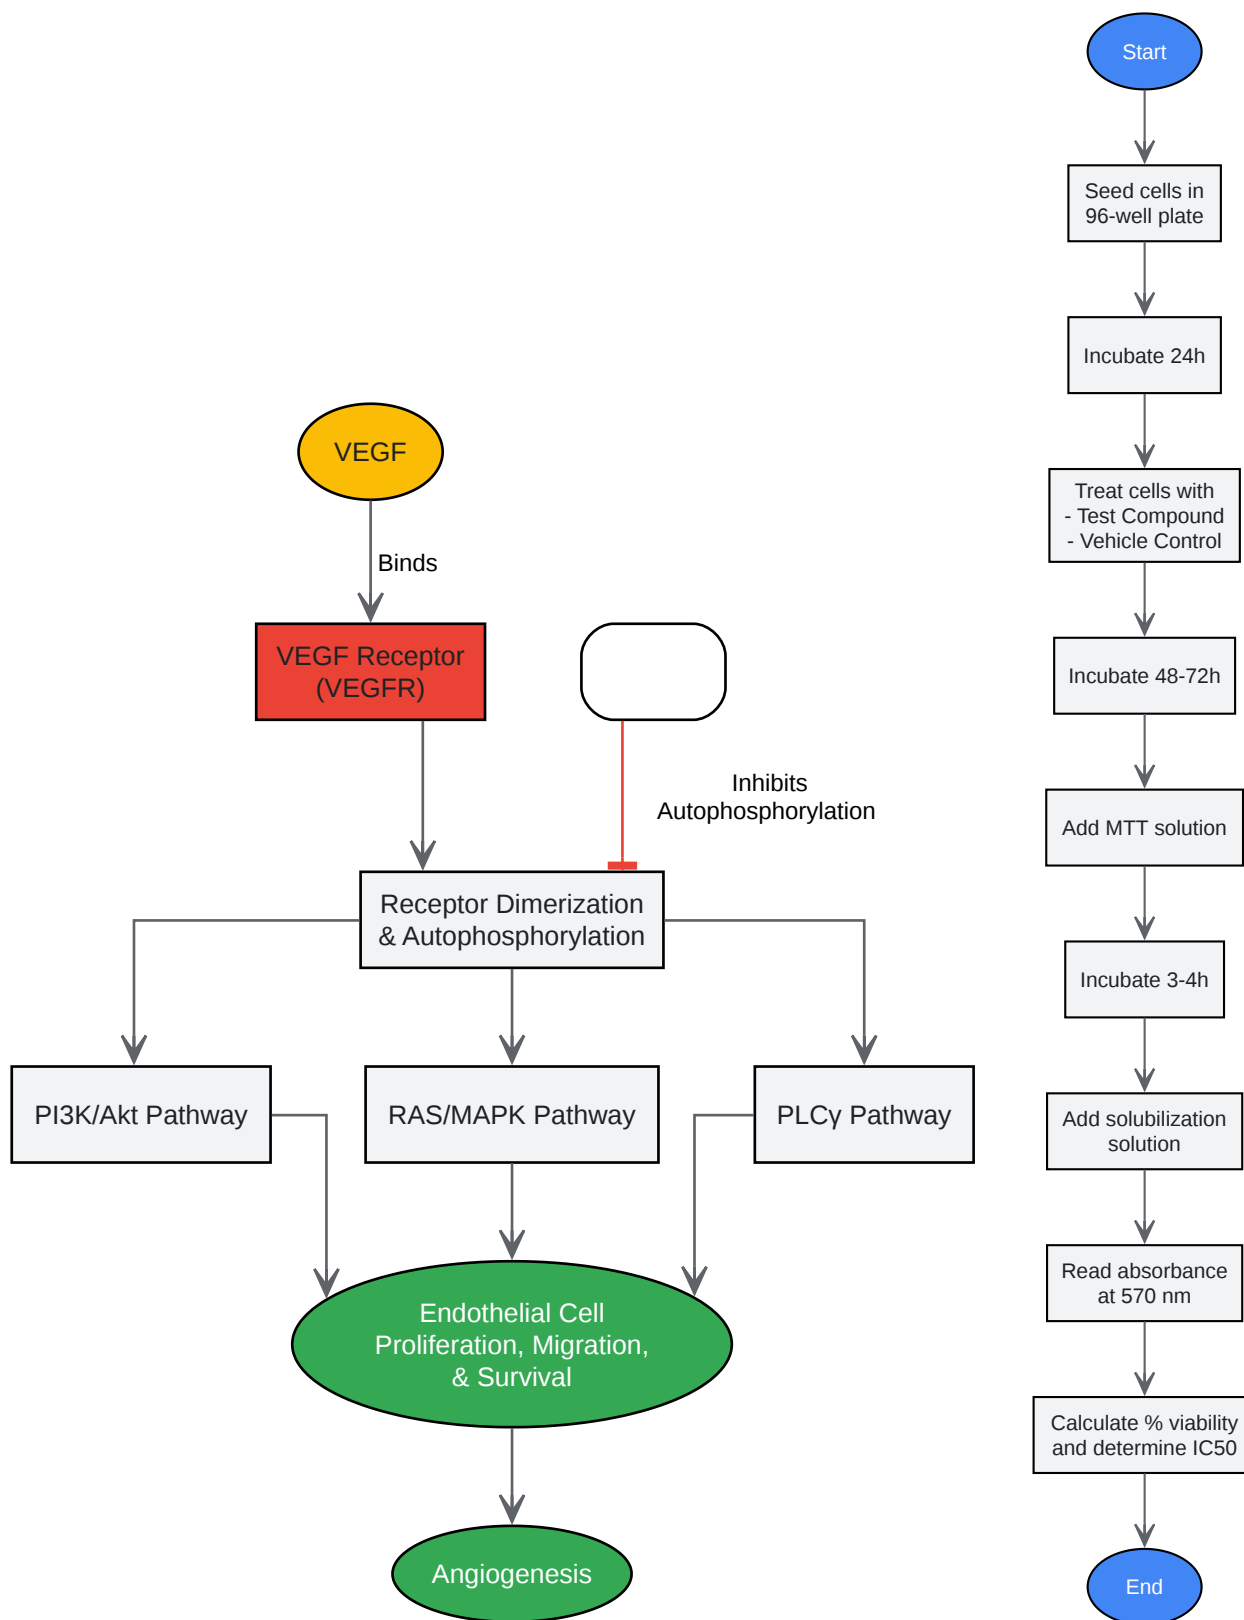 VEGF
Binds
VEGF Receptor
(VEGFR)
Inhibits
Autophosphorylation
Receptor Dimerization
& Autophosphorylation
PI3K/Akt Pathway
RAS/MAPK Pathway
PLCγ Pathway
Endothelial Cell
Proliferation, Migration,
& Survival
Angiogenesis
Start
Seed cells in
96-well plate
Incubate 24h
Treat cells with
- Test Compound
- Vehicle Control
Incubate 48-72h
Add MTT solution
Incubate 3-4h
Add solubilization
solution
Read absorbance
at 570 nm
Calculate % viability
and determine IC50
End